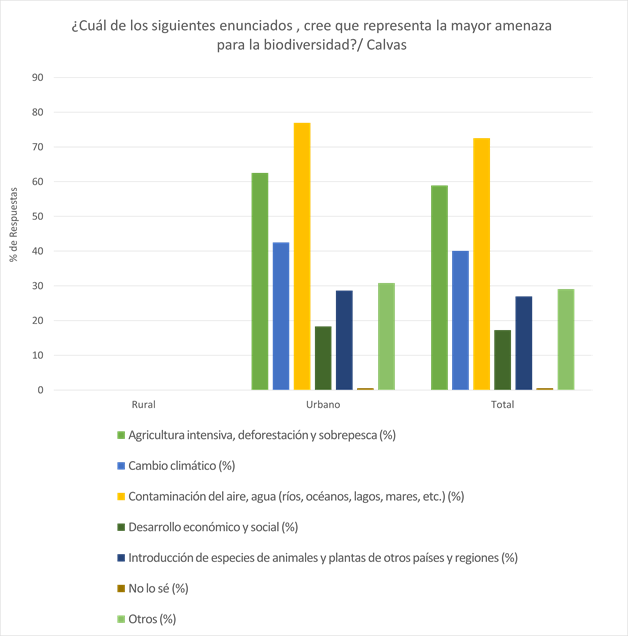 ¿Cuál de los siguientes enunciados , cree que representa la mayor amenaza
para la biodiversidad?/ Calvas
90
80
70
60
50
40
30
20
10
0
% de Respuestas
Rural
Urbano
Total
Agricultura intensiva, deforestación y sobrepesca (%)
Cambio climático (%)
Contaminación del aire, agua (ríos, océanos, lagos, mares, etc.) (%)
Desarrollo económico y social (%)
Introducción de especies de animales y plantas de otros países y regiones (%)
No lo sé (%)
Otros (%)